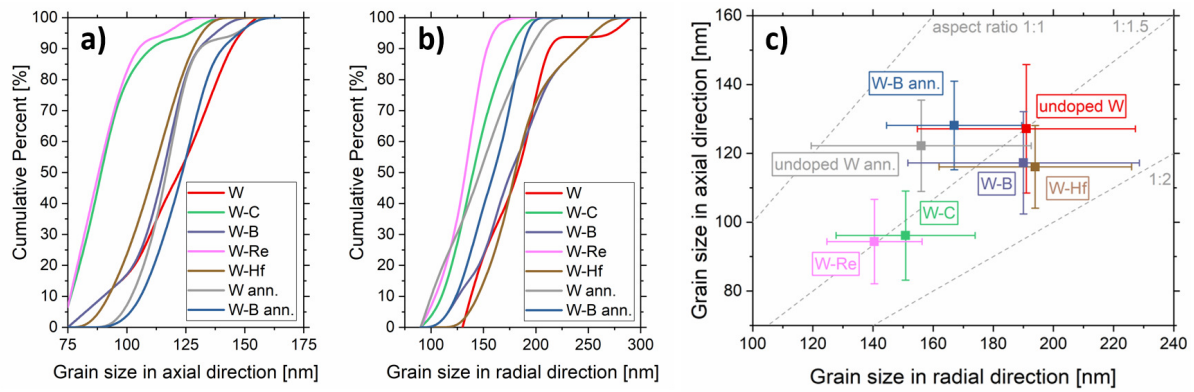 a)
Cumulative Percent [%]
100
90
80
70
60
50
40
30
20
10
0
75
100
125
150
175
Grain size in axial direction [nm]
W
W-C
W-B
W-Re
W-Hf
W ann.
W-B ann.
b)
Cumulative Percent [%]
100
90
80
70
60
50
40
30
20
10
0
100
150
200
250
300
Grain size in radial direction [nm]
W
W-C
W-B
W-Re
W-Hf
W ann.
W-B ann.
c)
Grain size in axial direction [nm]
160
140
120
100
80
100
120
140
160
180
200
220
240
Grain size in radial direction [nm]
aspect ratio 1:1
1:1.5
1:2
W-B ann.
undoped W
undoped W ann.
W-B
W-Hf
W-C
W-Re